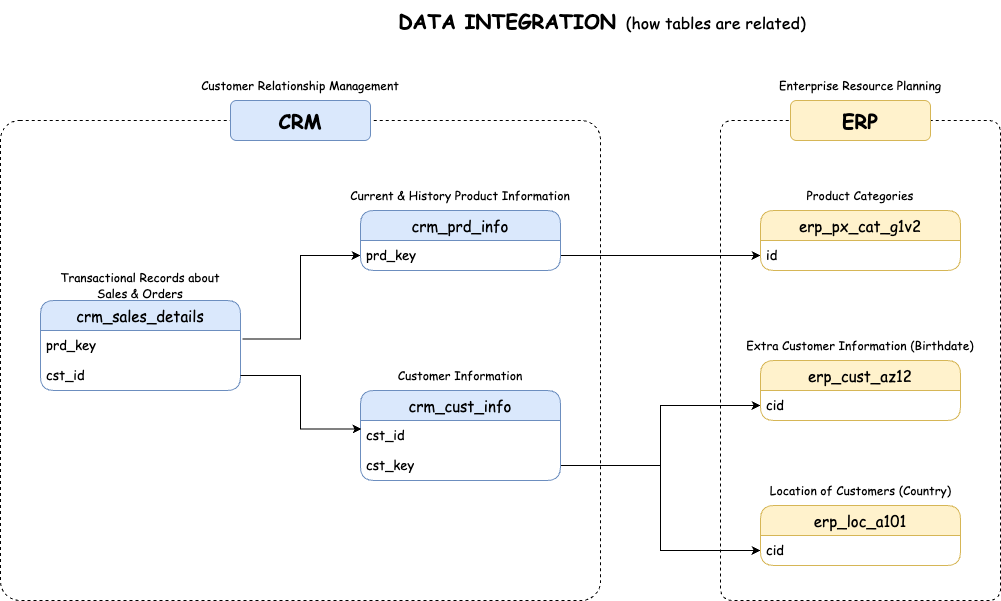 DATA INTEGRATION (how tables are related)
Customer Relationship Management
CRM
Enterprise Resource Planning
ERP
Current & History Product Information
crm_prd_info
prd_key
Product Categories
erp_px_cat_g1v2
id
Transactional Records about
Sales & Orders
crm_sales_details
prd_key
cst_id
Customer Information
crm_cust_info
cst_id
cst_key
Extra Customer Information (Birthdate)
erp_cust_az12
cid
Location of Customers (Country)
erp_loc_a101
cid